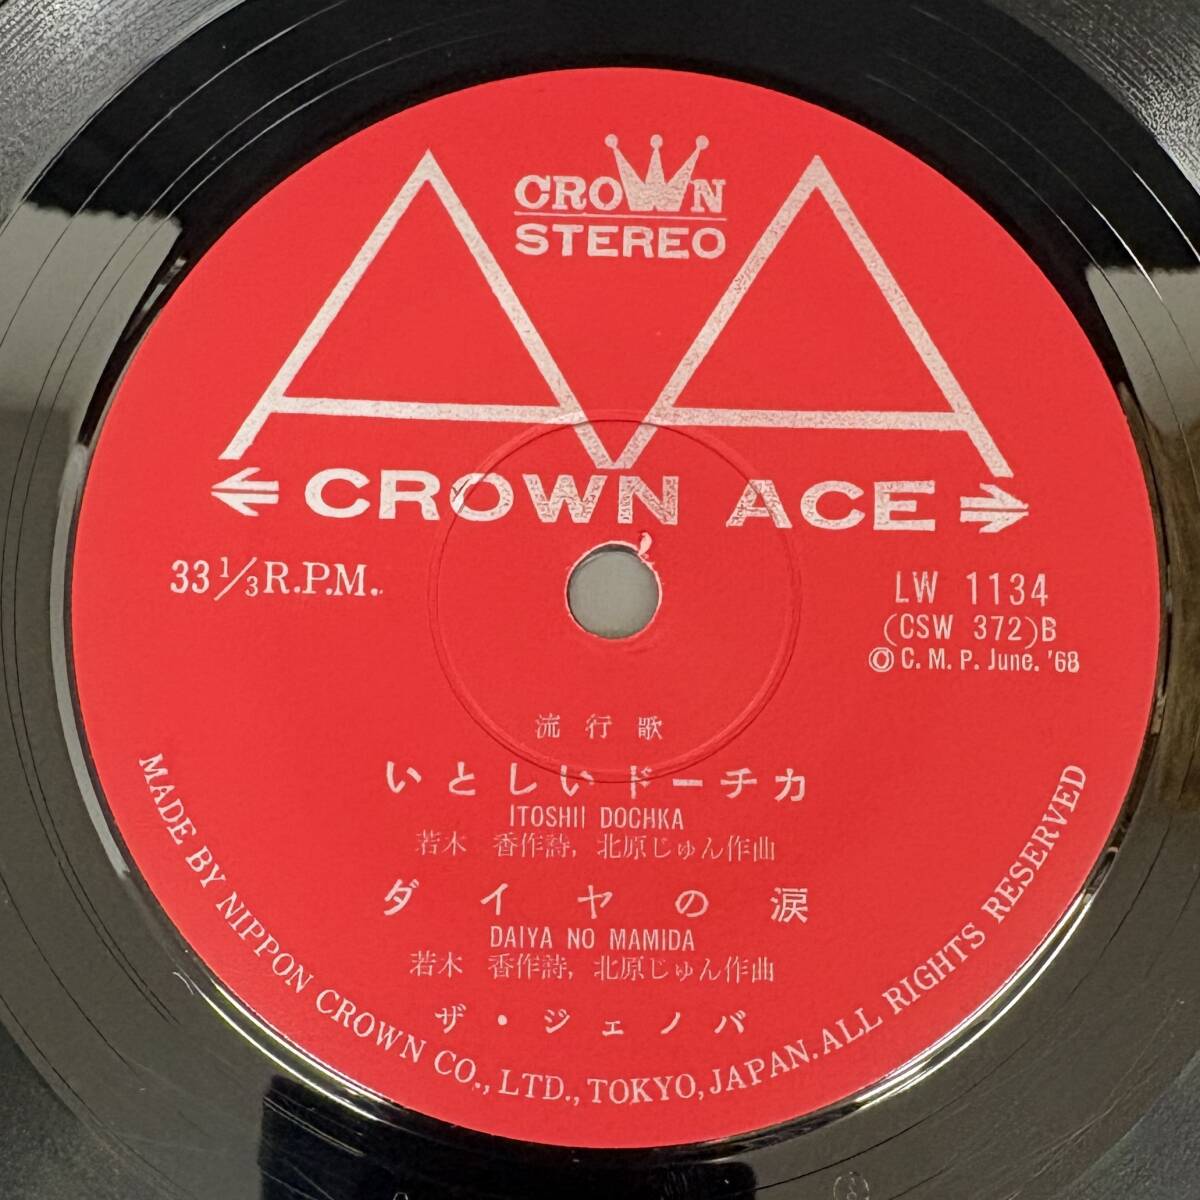 CROWN
STEREO
CROWN ACE
33 1/3 R.P.M.
LW 1134
(CSW 372)B
© C. M. P. June. '68
流行歌
いとしいドーチカ
ITOSHII DOCHKA
若木 香作詩, 北原じゅん作曲
ダイヤの涙
DAIYA NO MAMIDA
若木 香作詩, 北原じゅん作曲
ザ・ジェノバ
MADE BY NIPPON CROWN CO., LTD., TOKYO, JAPAN. ALL RIGHTS RESERVED